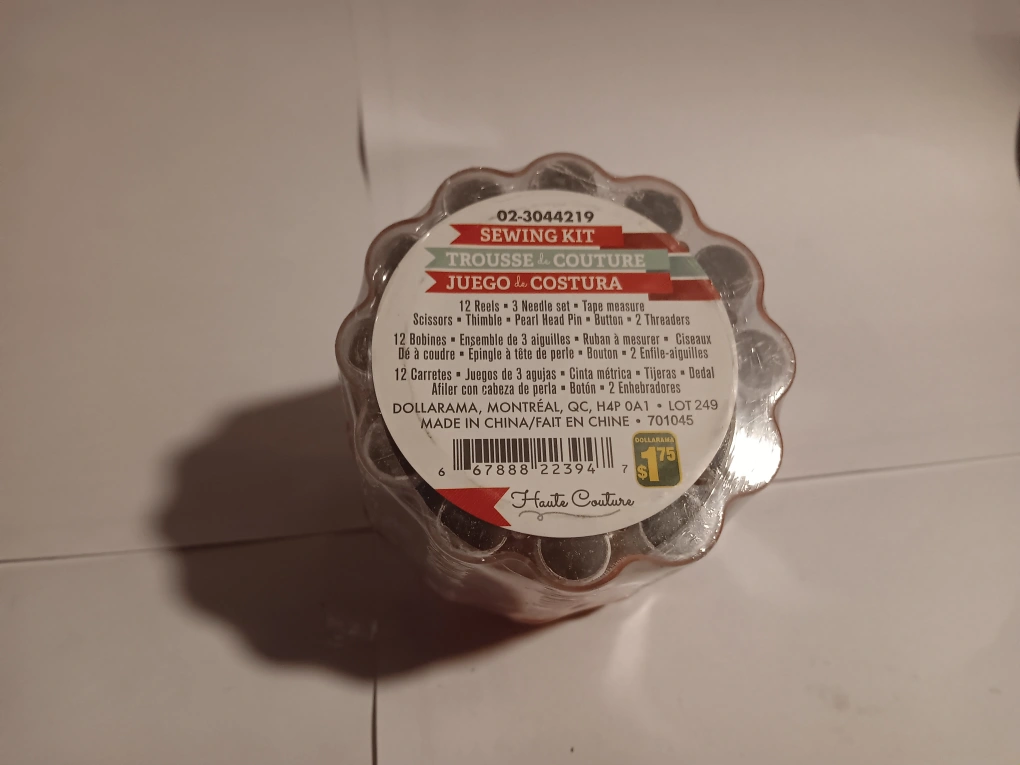 02-3044219
SEWING KIT
TROUSSE de COUTURE
JUEGO de COSTURA
12 Reels ▪ 3 Needle set ▪ Tape measure
Scissors ▪ Thimble ▪ Pearl Head Pin ▪ Button ▪ 2 Threaders
12 Bobines ▪ Ensemble de 3 aiguilles ▪ Ruban à mesurer ▪ Ciseaux
Dé à coudre ▪ Epingle à tête de perle ▪ Bouton ▪ 2 Enfile-aiguilles
12 Carretes ▪ Juegos de 3 agujas ▪ Cinta métrica ▪ Tijeras ▪ Dedal
Afiler con cabeza de perla ▪ Botón ▪ 2 Enhebradores
DOLLARAMA, MONTRÉAL, QC, H4P 0A1 • LOT 249
MADE IN CHINA/FAIT EN CHINE • 701045
DOLLARAMA
$1.75
6 67888 22394 7
Haute Couture